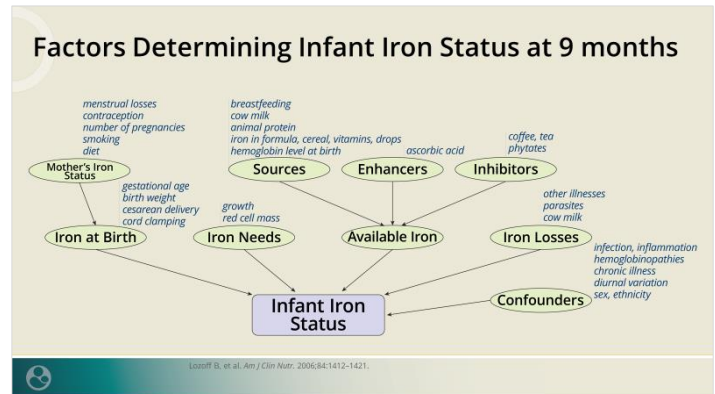 Factors Determining Infant Iron Status at 9 months
menstrual losses
contraception
number of pregnancies
smoking
diet
Mother's Iron
Status
breastfeeding
cow milk
animal protein
iron in formula, cereal, vitamins, drops
hemoglobin level at birth
Sources
ascorbic acid
Enhancers
coffee, tea
phytates
Inhibitors
gestational age
birth weight
cesarean delivery
cord clamping
Iron at Birth
growth
red cell mass
Iron Needs
Available Iron
other illnesses
parasites
cow milk
Iron Losses
infection, inflammation
hemoglobinopathies
chronic illness
diurnal variation
sex, ethnicity
Confounders
Infant Iron
Status
Lozoff B, et al. Am J Clin Nutr. 2006;84:1412–1421.